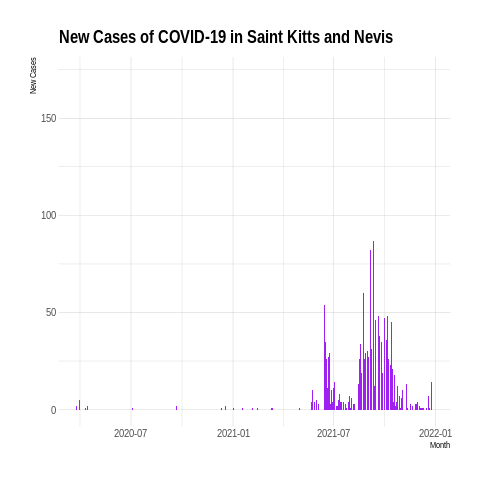 New Cases of COVID-19 in Saint Kitts and Nevis
New Cases
150
100
50
0
2020-07
2021-01
2021-07
2022-01
Month